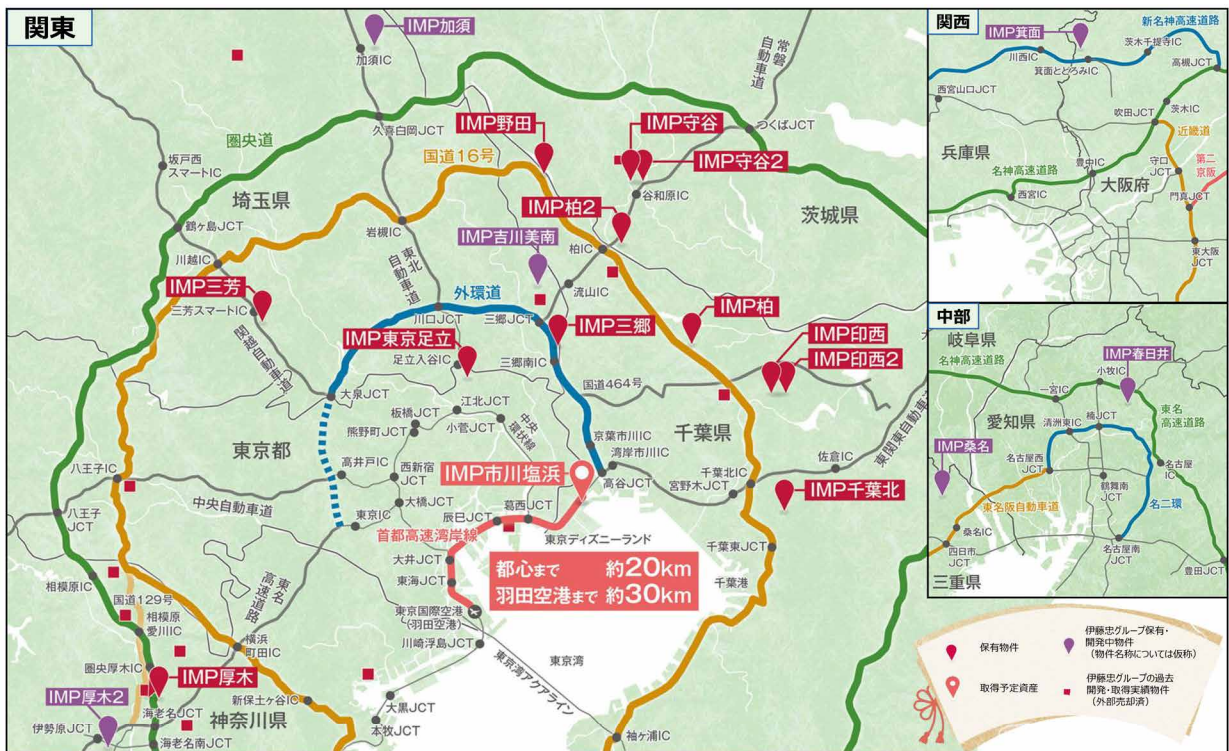 関東
IMP加須
加須IC
常磐
自動車道
久喜白岡JCT
つくばJCT
圏央道
国道16号
IMP野田
IMP守谷
IMP守谷2
谷和原IC
坂戸西
スマートIC
埼玉県
茨城県
鶴ヶ島JCT
岩槻IC
IMP柏2
IMP吉川美南
柏IC
川越IC
東北
自動車道
流山IC
IMP三芳
三芳スマートIC
外環道
川口JCT
三郷JCT
IMP三郷
IMP柏
IMP東京足立
足立入谷IC
三郷南IC
IMP印西
IMP印西2
国道464号
関越自動車道
大泉JCT
江北JCT
板橋JCT
熊野町JCT
小菅JCT
中央
環状線
東京都
千葉県
東関東自動車道
京葉市川IC
湾岸市川IC
高谷JCT
八王子IC
高井戸IC
西新宿
JCT
IMP市川塩浜
千葉北IC
宮野木JCT
佐倉IC
IMP千葉北
中央自動車道
八王子
JCT
大橋JCT
東京IC
辰巳JCT
葛西JCT
首都高速湾岸線
東京ディズニーランド
大井JCT
東海JCT
都心まで 約20km
羽田空港まで 約30km
千葉東JCT
千葉港
相模原IC
東名
高速道路
国道129号
相模原
愛川IC
東京国際空港
(羽田空港)
川崎浮島JCT
横浜
町田IC
東京湾アクアライン
東京湾
圏央厚木IC
IMP厚木
新保土ヶ谷IC
大黒JCT
本牧JCT
IMP厚木2
海老名JCT
神奈川県
伊勢原JCT
海老名南JCT
袖ヶ浦IC
関西
新名神高速道路
IMP箕面
川西IC
箕面とどろみIC
茨木千提寺IC
高槻JCT
西宮山口JCT
茨木IC
吹田JCT
近畿道
兵庫県
豊中IC
守口
JCT
第二
京阪
名神高速道路
大阪府
西宮IC
門真JCT
東大阪
JCT
中部
岐阜県
名神高速道路
IMP春日井
小牧IC
一宮IC
愛知県
清洲東IC
楠JCT
東名
高速道路
IMP桑名
名古屋西
JCT
名古屋
IC
鶴舞南
JCT
東名阪自動車道
名二環
桑名IC
四日市
JCT
名古屋南
JCT
豊田JCT
三重県
保有物件
伊藤忠グループ保有・
開発中物件
(物件名称については仮称)
取得予定資産
伊藤忠グループの過去
開発・取得実績物件
(外部売却済)